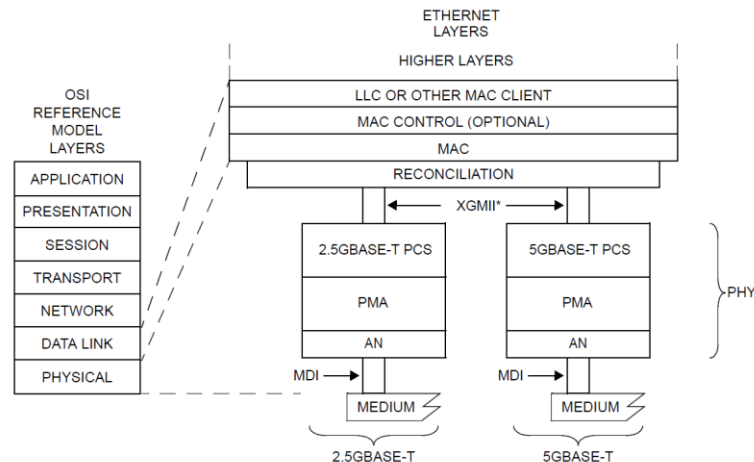 ETHERNET
LAYERS
HIGHER LAYERS
OSI
REFERENCE
MODEL
LAYERS
APPLICATION
PRESENTATION
SESSION
TRANSPORT
NETWORK
DATA LINK
PHYSICAL
LLC OR OTHER MAC CLIENT
MAC CONTROL (OPTIONAL)
MAC
RECONCILIATION
XGMII*
2.5GBASE-T PCS
PMA
AN
MDI
MEDIUM
2.5GBASE-T
5GBASE-T PCS
PMA
AN
MDI
MEDIUM
5GBASE-T
PHY